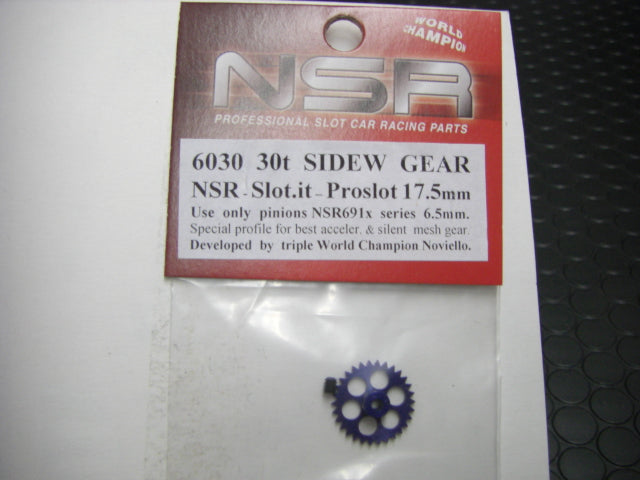 WORLD
CHAMPION
NSR
PROFESSIONAL SLOT CAR RACING PARTS
6030 30t SIDEW GEAR
NSR - Slot.it - Proslot 17.5mm
Use only pinions NSR691x series 6.5mm.
Special profile for best acceler. & silent mesh gear.
Developed by triple World Champion Noviello.